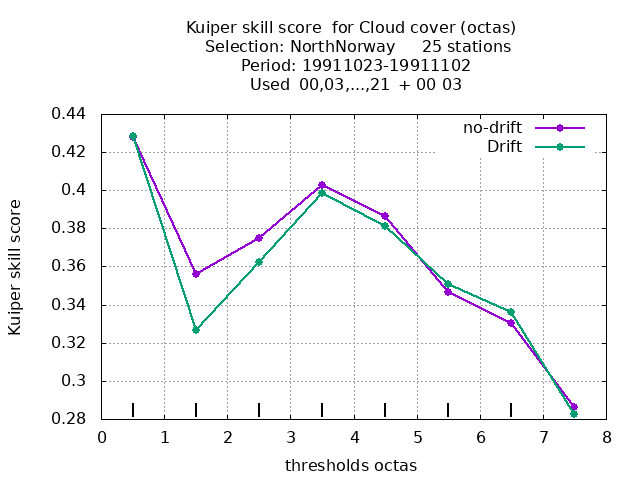 Kuiper skill score  for Cloud cover (octas)
Selection: NorthNorway     25 stations
Period: 19911023-19911102
Used  00,03,...,21  + 00 03
no-drift
Drift
Kuiper skill score
0.44
0.42
0.4
0.38
0.36
0.34
0.32
0.3
0.28
0 1 2 3 4 5 6 7 8
thresholds octas